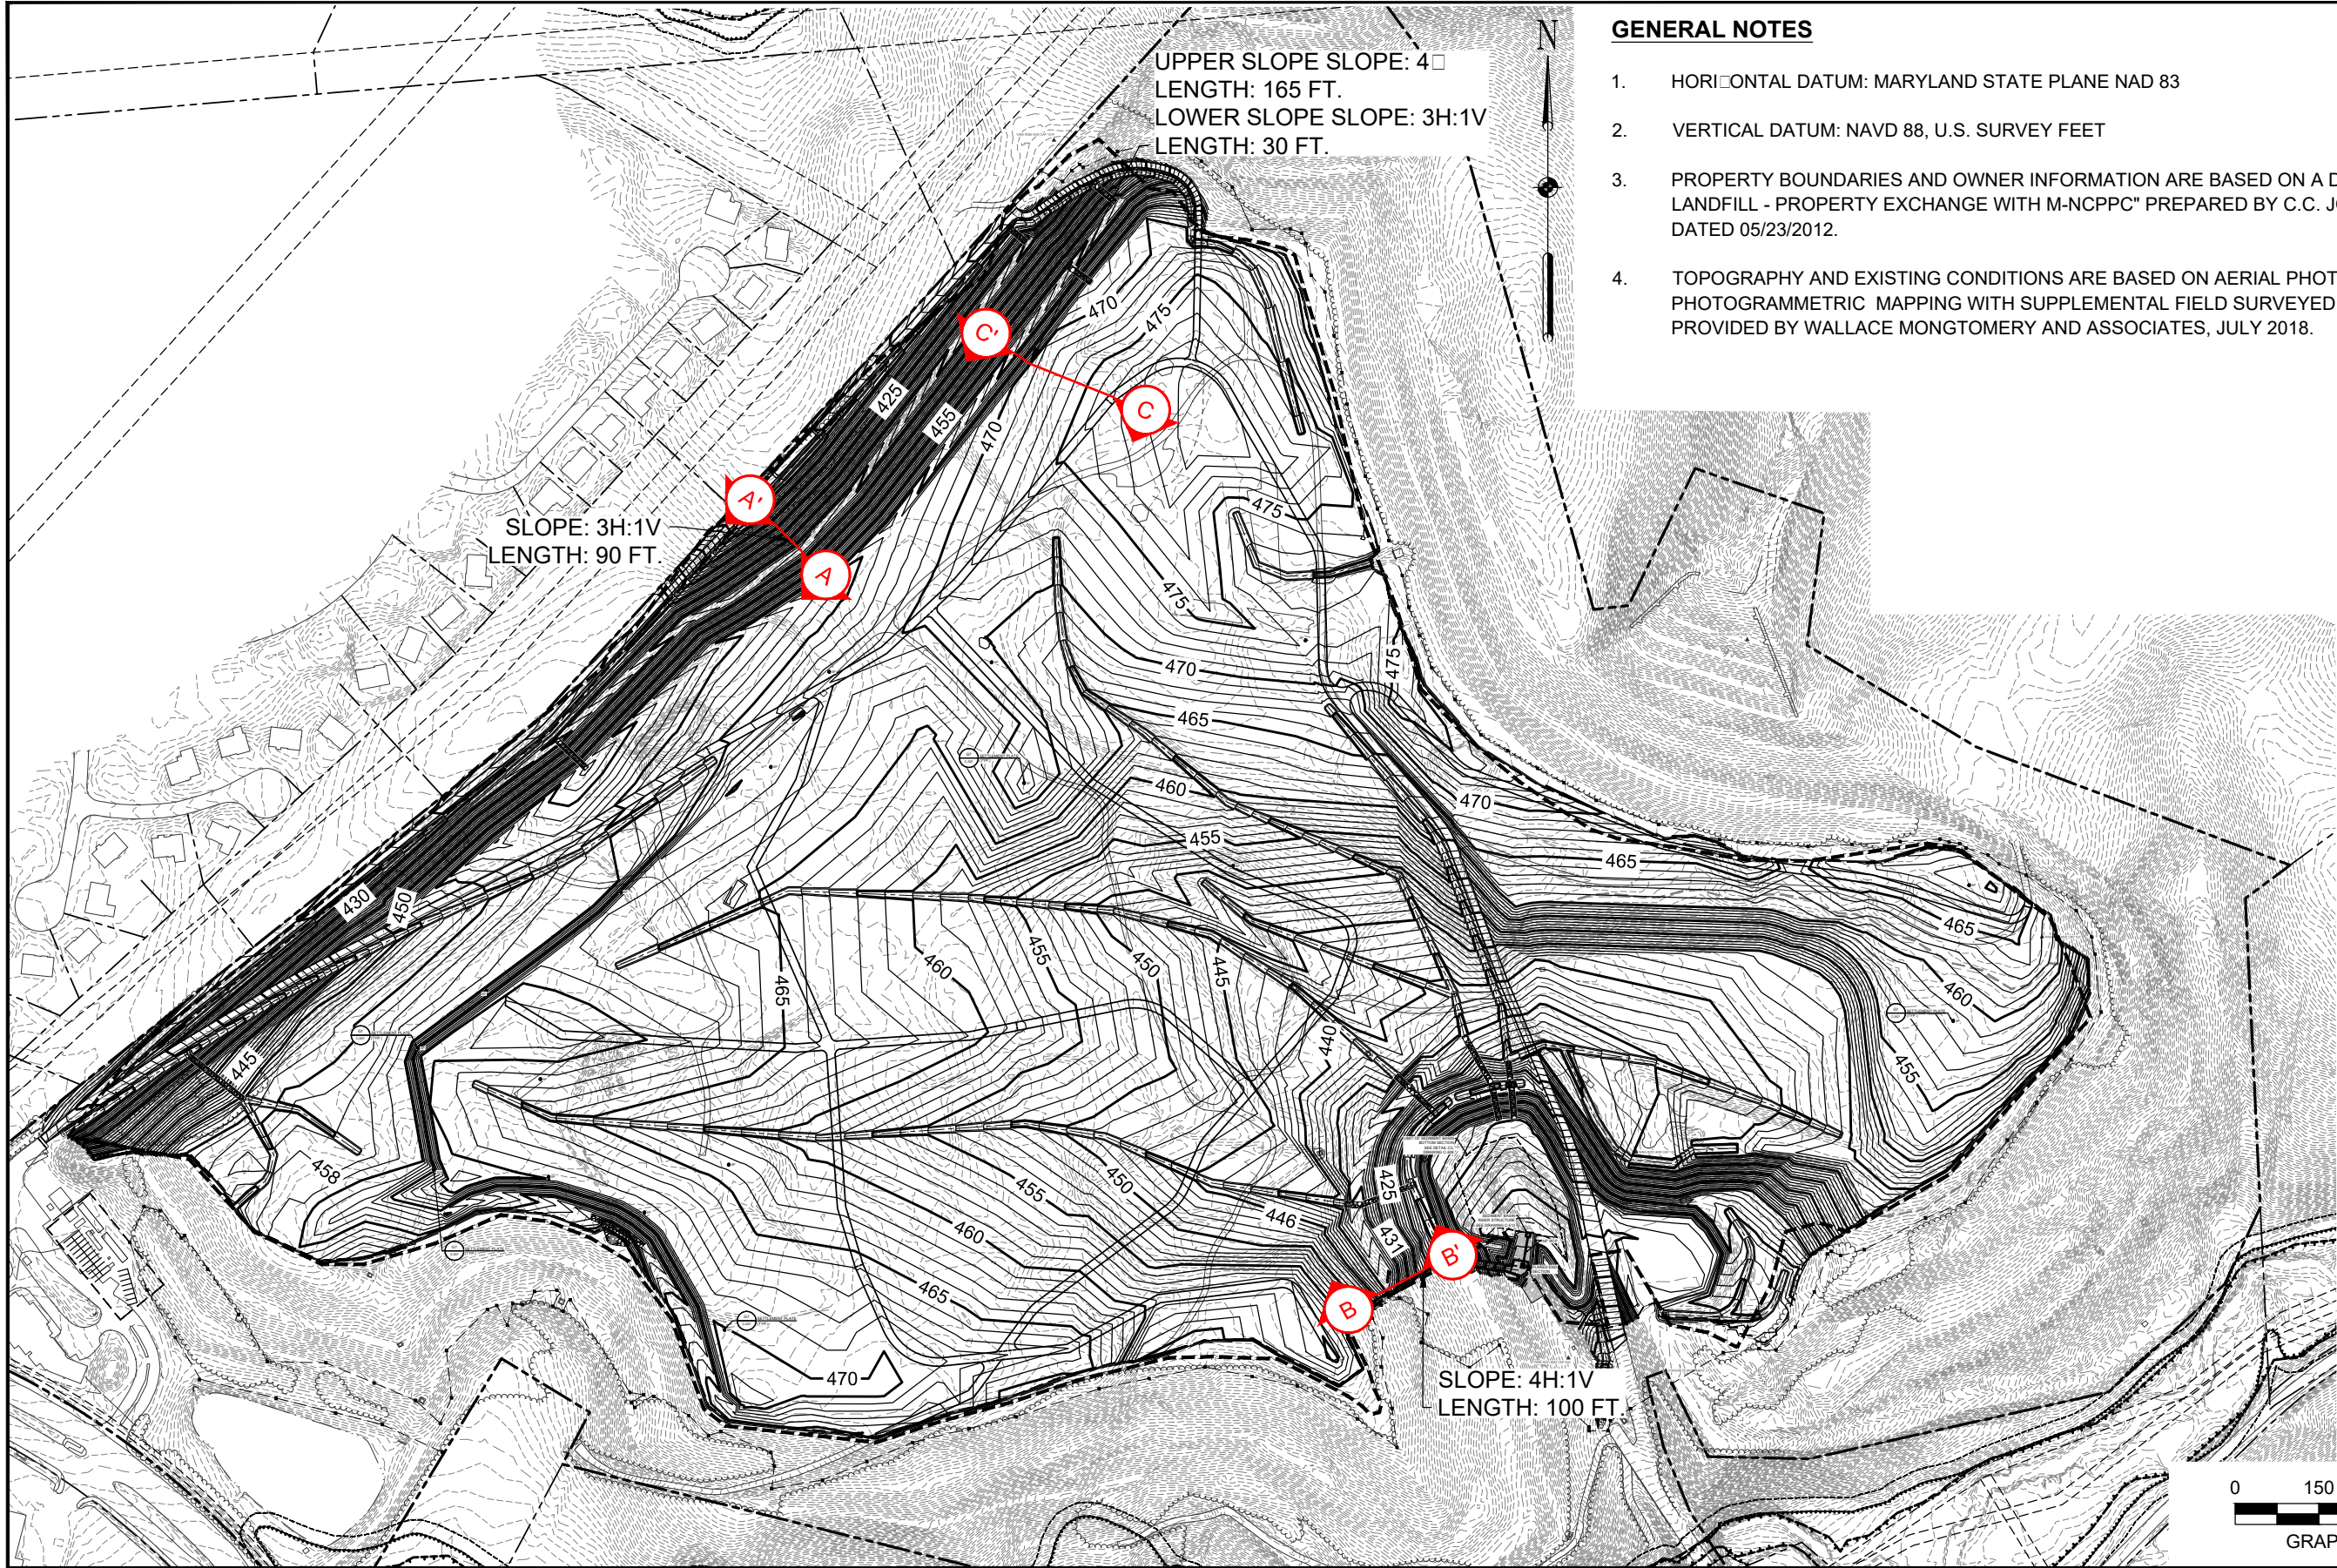 GENERAL NOTES
1. HORI□ONTAL DATUM: MARYLAND STATE PLANE NAD 83
2. VERTICAL DATUM: NAVD 88, U.S. SURVEY FEET
3. PROPERTY BOUNDARIES AND OWNER INFORMATION ARE BASED ON A D
LANDFILL - PROPERTY EXCHANGE WITH M-NCPPC" PREPARED BY C.C. JO
DATED 05/23/2012.
4. TOPOGRAPHY AND EXISTING CONDITIONS ARE BASED ON AERIAL PHOT
PHOTOGRAMMETRIC MAPPING WITH SUPPLEMENTAL FIELD SURVEYED
PROVIDED BY WALLACE MONGTOMERY AND ASSOCIATES, JULY 2018.
N
UPPER SLOPE SLOPE: 4□
LENGTH: 165 FT.
LOWER SLOPE SLOPE: 3H:1V
LENGTH: 30 FT.
470
475
C'
C
425
455
470
A'
A
SLOPE: 3H:1V
LENGTH: 90 FT.
475
475
470
475
465
460
470
455
465
430
450
465
460
455
450
445
465
460
455
440
445
458
425
431
450
455
446
460
465
470
B
B'
SLOPE: 4H:1V
LENGTH: 100 FT.
0 150
GRAP